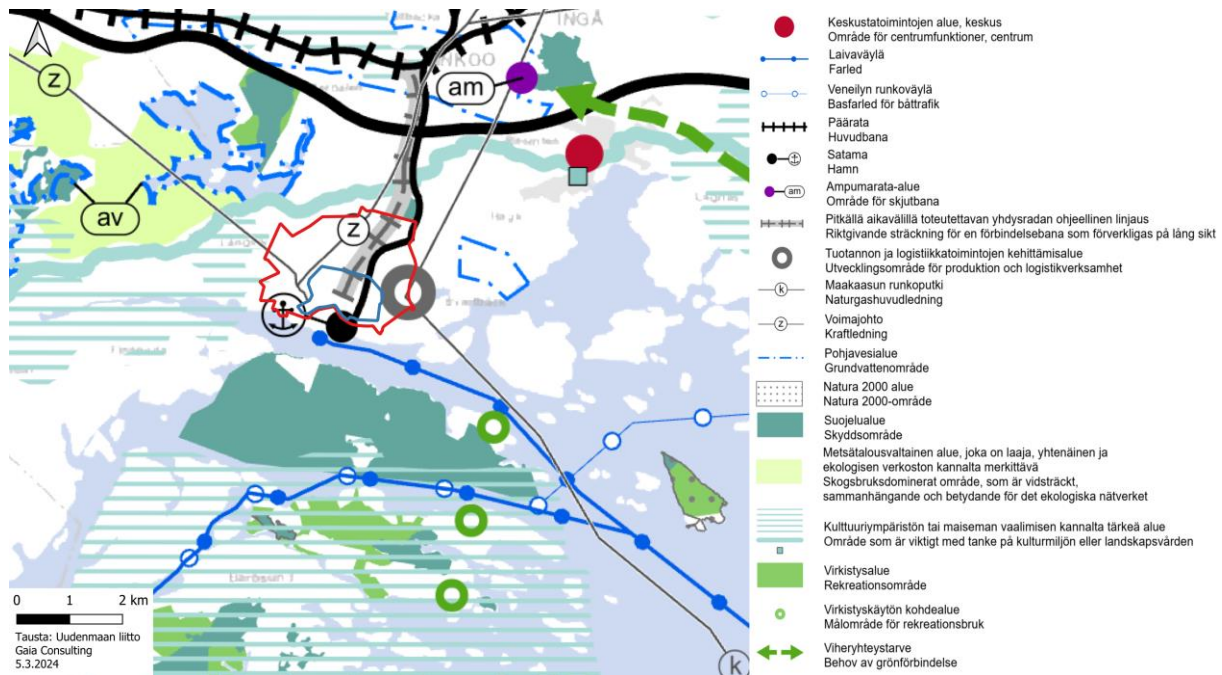 INGÅ
NKOO
z
am
av
z
k
0 1 2 km
Tausta: Uudenmaan liitto
Gaia Consulting
5.3.2024
Keskustatoimintojen alue, keskus
Område för centrumfunktioner, centrum
Laivaväylä
Farled
Veneilyn runkoväylä
Basfarled för båttrafik
Päärata
Huvudbana
Satama
Hamn
am
Ampumarata-alue
Område för skjutbana
Pitkällä aikavälillä toteutettavan yhdysradan ohjeellinen linjaus
Riktgivande sträckning för en förbindelsebana som förverkligas på lång sikt
Tuotannon ja logistiikkatoimintojen kehittämisalue
Utvecklingsområde för produktion och logistikverksamhet
k
Maakaasun runkoputki
Naturgashuvudledning
z
Voimajohto
Kraftledning
Pohjavesialue
Grundvattenområde
Natura 2000 alue
Natura 2000-område
Suojelualue
Skyddsområde
Metsätalousvaltainen alue, joka on laaja, yhtenäinen ja
ekologisen verkoston kannalta merkittävä
Skogsbruksdominerat område, som är vidsträckt,
sammanhängande och betydande för det ekologiska nätverket
Kulttuuriympäristön tai maiseman vaalimisen kannalta tärkeä alue
Område som är viktigt med tanke på kulturmiljön eller landskapsvården
Virkistysalue
Rekreationsområde
Virkistyskäytön kohdealue
Målområde för rekreationsbruk
Viheryhteystarve
Behov av grönförbindelse